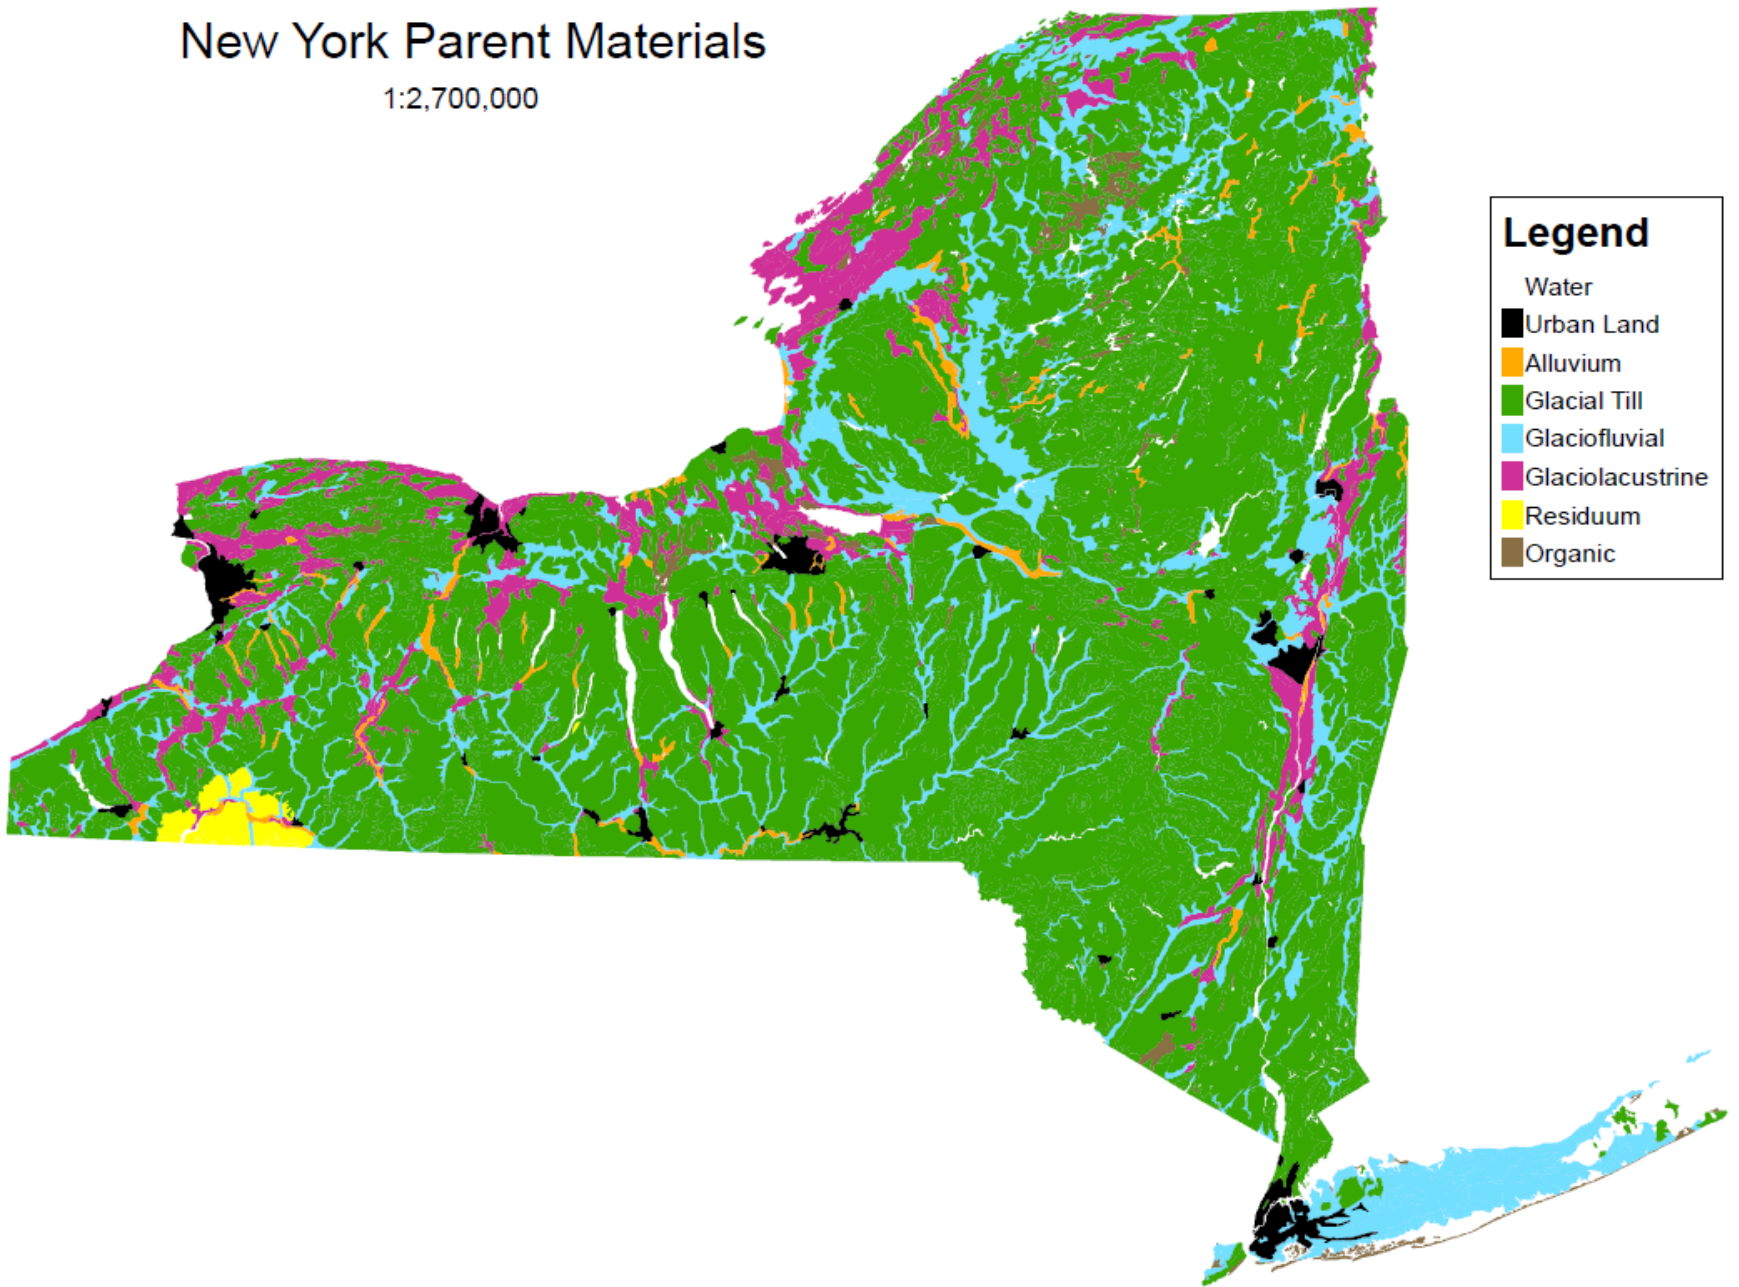 New York Parent Materials
1:2,700,000
Legend
Water
Urban Land
Alluvium
Glacial Till
Glaciofluvial
Glaciolacustrine
Residuum
Organic